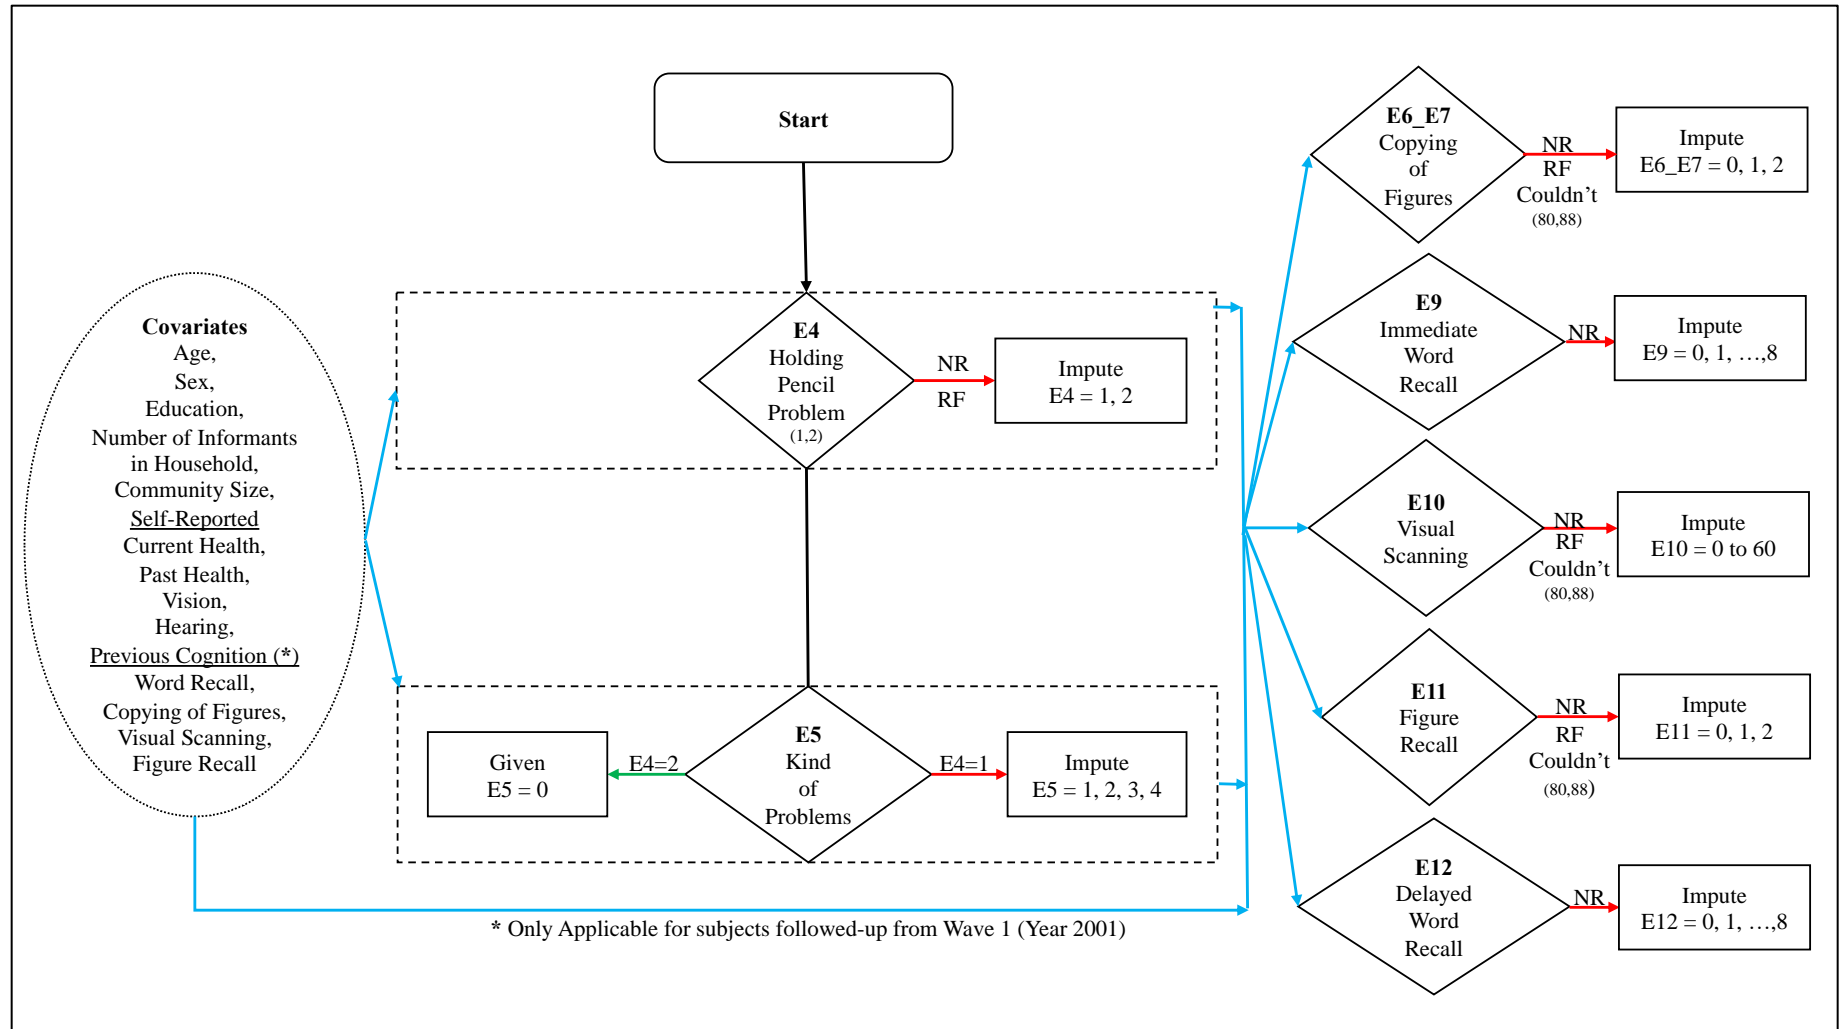 Start
Covariates
Age,
Sex,
Education,
Number of Informants
in Household,
Community Size,
Self-Reported
Current Health,
Past Health,
Vision,
Hearing,
Previous Cognition (*)
Word Recall,
Copying of Figures,
Visual Scanning,
Figure Recall
E4
Holding
Pencil
Problem
(1,2)
NR
RF
Impute
E4 = 1, 2
Given
E5 = 0
E4=2
E5
Kind
of
Problems
E4=1
Impute
E5 = 1, 2, 3, 4
* Only Applicable for subjects followed-up from Wave 1 (Year 2001)
E6_E7
Copying
of
Figures
NR
RF
Couldn’t
(80,88)
Impute
E6_E7 = 0, 1, 2
E9
Immediate
Word
Recall
NR
Impute
E9 = 0, 1, …,8
E10
Visual
Scanning
NR
RF
Couldn’t
(80,88)
Impute
E10 = 0 to 60
E11
Figure
Recall
NR
RF
Couldn’t
(80,88)
Impute
E11 = 0, 1, 2
E12
Delayed
Word
Recall
NR
Impute
E12 = 0, 1, …,8